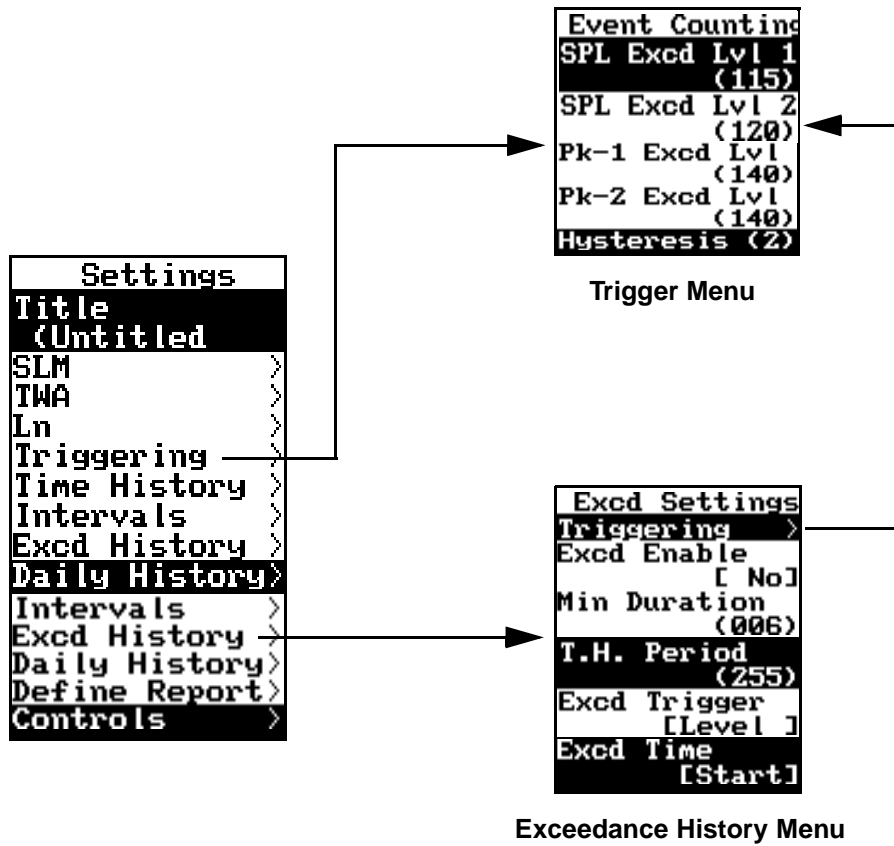 Event Counting
SPL Excd Lvl 1
(115)
SPL Excd Lvl 2
(120)
Pk-1 Excd Lvl
(140)
Pk-2 Excd Lvl
(140)
Hysteresis (2)
Trigger Menu
Settings
Title
(Untitled
SLM >
TWA >
Ln >
Triggering >
Time History >
Intervals >
Excd History >
Daily History>
Intervals >
Excd History >
Daily History>
Define Report>
Controls >
Excd Settings
Triggering >
Excd Enable
[ No]
Min Duration
(006)
T.H. Period
(255)
Excd Trigger
[Level ]
Excd Time
[Start]
Exceedance History Menu